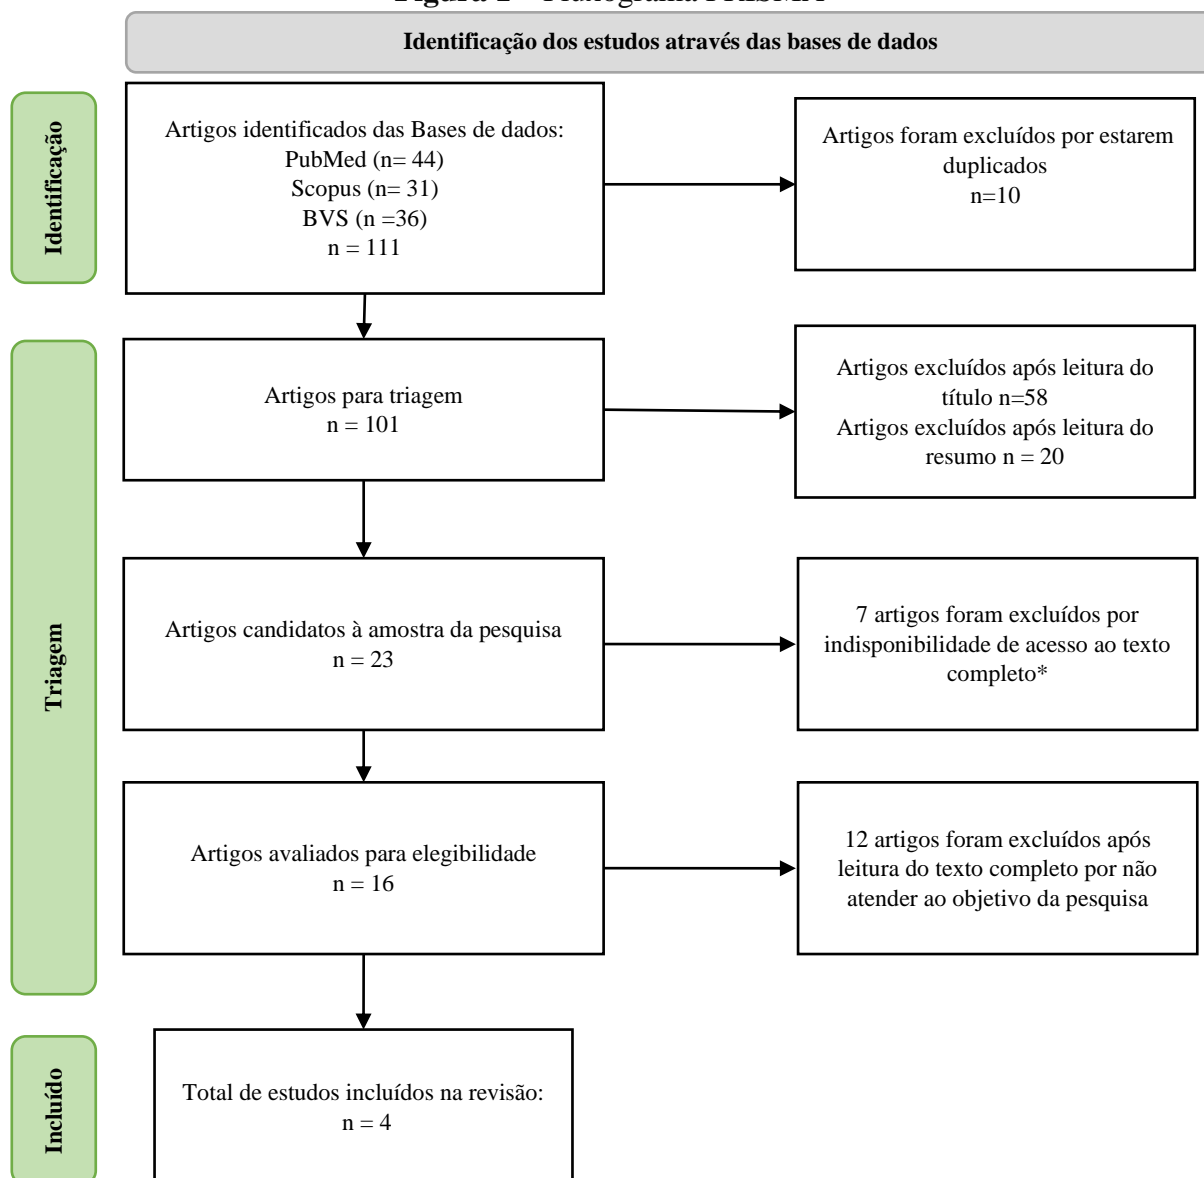 Figura 1 – Fluxograma PRISMA
Identificação dos estudos através das bases de dados
Identificação
Artigos identificados das Bases de dados:
PubMed (n= 44)
Scopus (n= 31)
BVS (n =36)
n = 111
Artigos foram excluídos por estarem
duplicados
n=10
Triagem
Artigos para triagem
n = 101
Artigos excluídos após leitura do
título n=58
Artigos excluídos após leitura do
resumo n = 20
Artigos candidatos à amostra da pesquisa
n = 23
7 artigos foram excluídos por
indisponibilidade de acesso ao texto
completo*
Artigos avaliados para elegibilidade
n = 16
12 artigos foram excluídos após
leitura do texto completo por não
atender ao objetivo da pesquisa
Incluído
Total de estudos incluídos na revisão:
n = 4